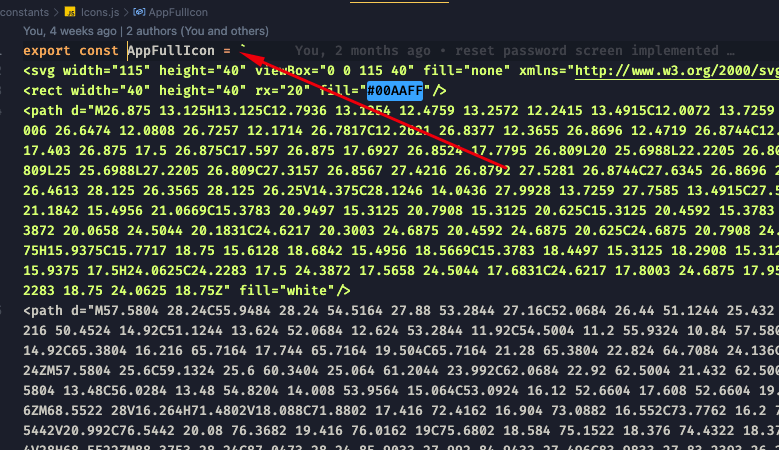 constants > JS Icons.js > AppFullIcon
You, 4 weeks ago | 2 authors (You and others)
export const AppFullIcon = ` You, 2 months ago • reset password screen implemented …
<svg width="115" height="40" viewBox="0 0 115 40" fill="none" xmlns="http://www.w3.org/2000/svg
<rect width="40" height="40" rx="20" fill="#00AAFF"/>
<path d="M26.875 13.125H13.125C12.7936 13.1254 12.4759 13.2572 12.2415 13.4915C12.0072 13.7259
006 26.6474 12.0808 26.7257 12.1714 26.7817C12.2621 26.8377 12.3655 26.8696 12.4719 26.8744C12.
17.403 26.875 17.5 26.875C17.597 26.875 17.6927 26.8524 17.7795 26.809L20 25.6988L22.2205 26.80
809L25 25.6988L27.2205 26.809C27.3157 26.8567 27.4216 26.8792 27.5281 26.8744C27.6345 26.8696 2
26.4613 28.125 26.3565 28.125 26.25V14.375C28.1246 14.0436 27.9928 13.7259 27.7585 13.4915C27.5
21.1842 15.4956 21.0669C15.3783 20.9497 15.3125 20.7908 15.3125 20.625C15.3125 20.4592 15.3783
3872 20.0658 24.5044 20.1831C24.6217 20.3003 24.6875 20.4592 24.6875 20.625C24.6875 20.7908 24.
75H15.9375C15.7717 18.75 15.6128 18.6842 15.4956 18.5669C15.3783 18.4497 15.3125 18.2908 15.312
15.9375 17.5H24.0625C24.2283 17.5 24.3872 17.5658 24.5044 17.6831C24.6217 17.8003 24.6875 17.95
2283 18.75 24.0625 18.75Z" fill="white"/>
<path d="M57.5804 28.24C55.9484 28.24 54.5164 27.88 53.2844 27.16C52.0684 26.44 51.1244 25.432
216 50.4524 14.92C51.1244 13.624 52.0684 12.624 53.2844 11.92C54.5004 11.2 55.9324 10.84 57.580
14.92C65.3804 16.216 65.7164 17.744 65.7164 19.504C65.7164 21.28 65.3804 22.824 64.7084 24.136C
24ZM57.5804 25.6C59.1324 25.6 60.3404 25.064 61.2044 23.992C62.0684 22.92 62.5004 21.432 62.500
5804 13.48C56.0284 13.48 54.8204 14.008 53.9564 15.064C53.0924 16.12 52.6604 17.608 52.6604 19.
6ZM68.5522 28V16.264H71.4802V18.088C71.8802 17.416 72.4162 16.904 73.0882 16.552C73.7762 16.2 7
5442V20.992C76.5442 20.08 76.3682 19.416 76.0162 19C75.6802 18.584 75.1522 18.376 74.4322 18.37